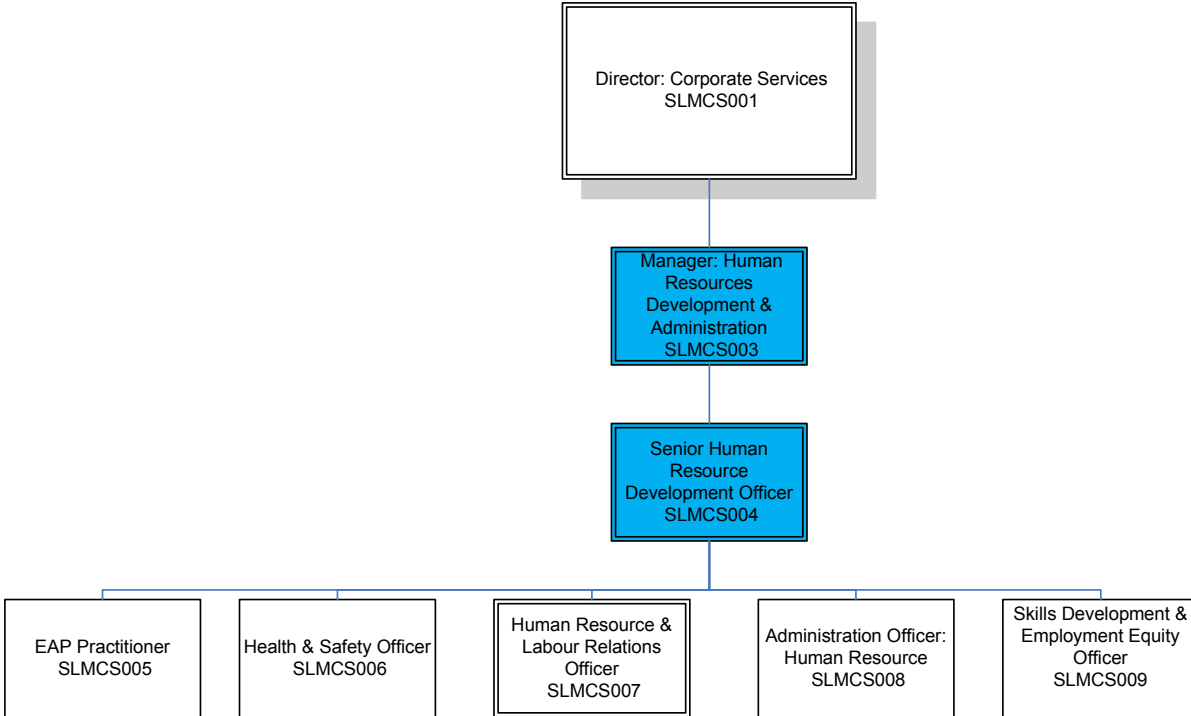 Director: Corporate Services
SLMCS001
Manager: Human
Resources
Development &
Administration
SLMCS003
Senior Human
Resource
Development Officer
SLMCS004
EAP Practitioner
SLMCS005
Health & Safety Officer
SLMCS006
Human Resource &
Labour Relations
Officer
SLMCS007
Administration Officer:
Human Resource
SLMCS008
Skills Development &
Employment Equity
Officer
SLMCS009